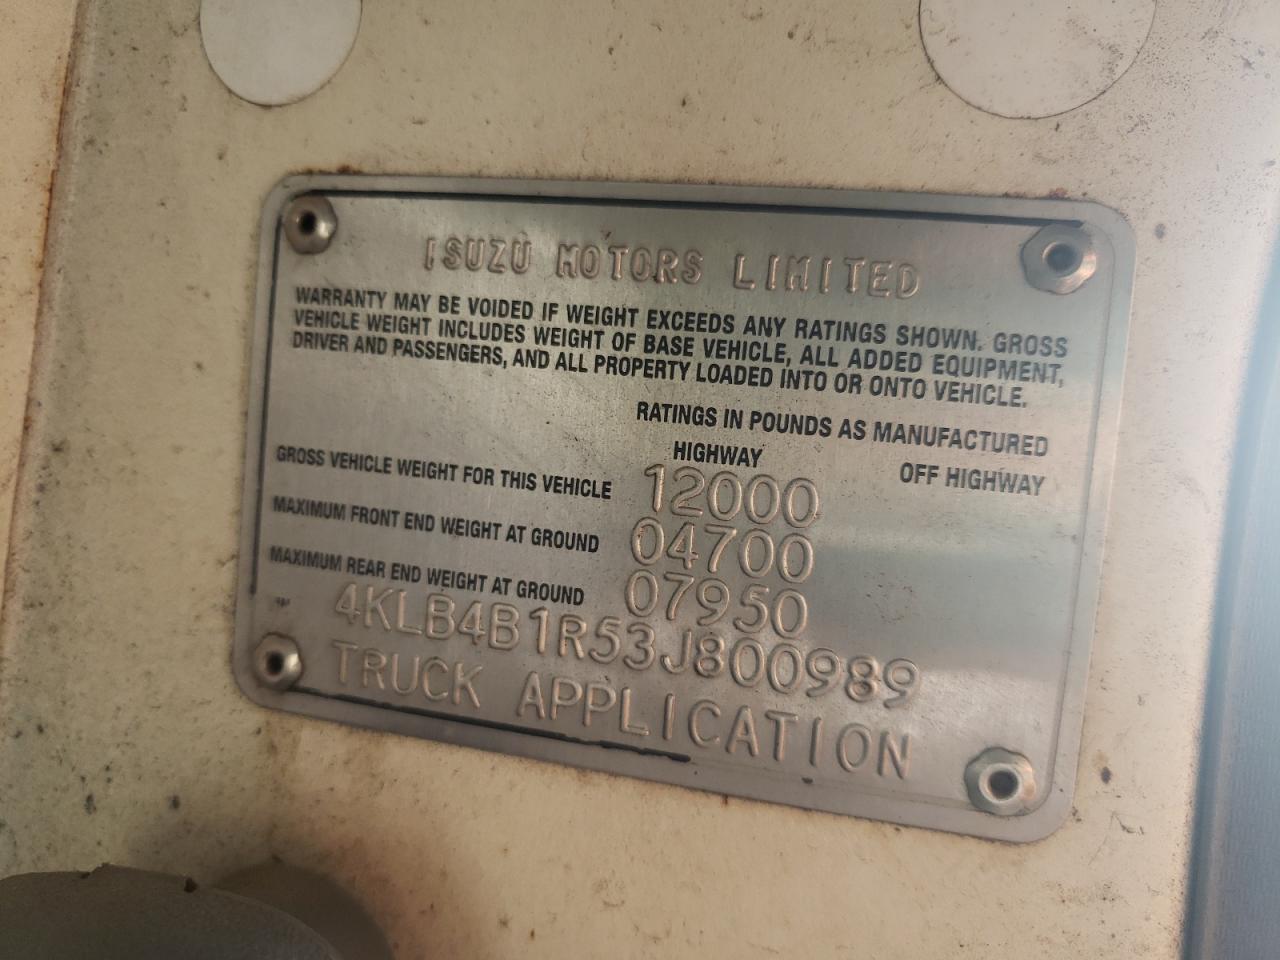 ISUZU MOTORS LIMITED
WARRANTY MAY BE VOIDED IF WEIGHT EXCEEDS ANY RATINGS SHOWN. GROSS
VEHICLE WEIGHT INCLUDES WEIGHT OF BASE VEHICLE, ALL ADDED EQUIPMENT,
DRIVER AND PASSENGERS, AND ALL PROPERTY LOADED INTO OR ONTO VEHICLE.
RATINGS IN POUNDS AS MANUFACTURED
HIGHWAY OFF HIGHWAY
GROSS VEHICLE WEIGHT FOR THIS VEHICLE 12000
MAXIMUM FRONT END WEIGHT AT GROUND 04700
MAXIMUM REAR END WEIGHT AT GROUND 07950
4KLB4B1R53J800989
TRUCK APPLICATION